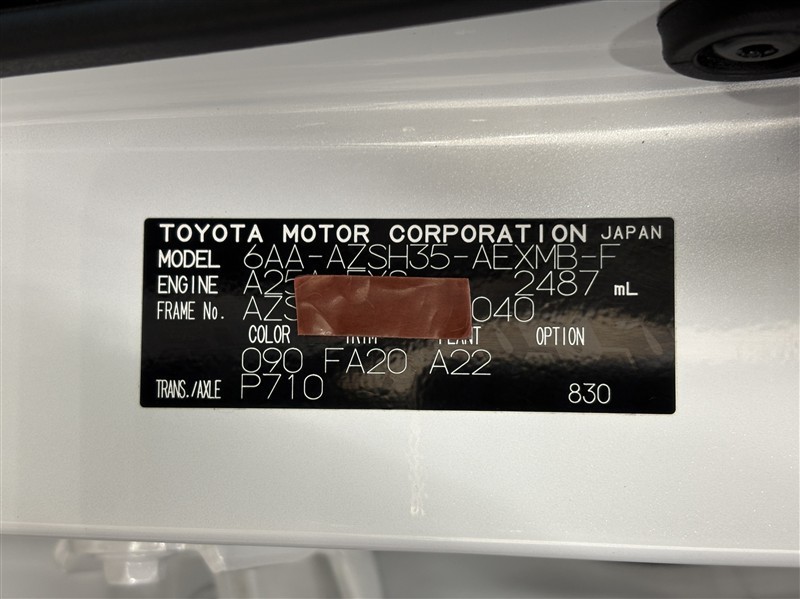 TOYOTA MOTOR CORPORATION JAPAN
MODEL 6AA-AZSH35-AEXMB-F
ENGINE 2487 mL
FRAME No. AZS 040
COLOR OPTION
090 FA20 A22
TRANS./AXLE P710 830